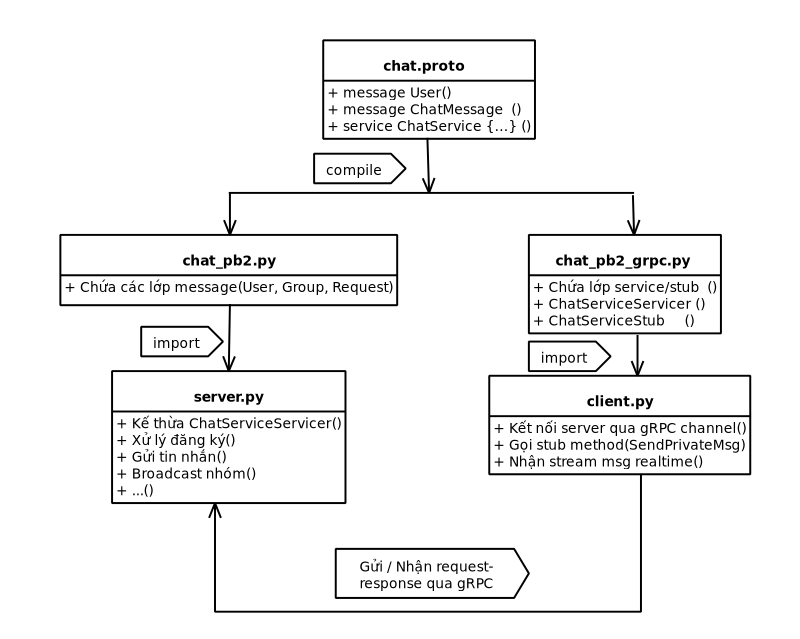 chat.proto
+ message User()
+ message ChatMessage ()
+ service ChatService {...} ()
compile
chat_pb2.py
+ Chứa các lớp message(User, Group, Request)
chat_pb2_grpc.py
+ Chứa lớp service/stub ()
+ ChatServiceServicer ()
+ ChatServiceStub ()
import
import
server.py
+ Kế thừa ChatServiceServicer()
+ Xử lý đăng ký()
+ Gửi tin nhắn()
+ Broadcast nhóm()
+ ...()
client.py
+ Kết nối server qua gRPC channel()
+ Gọi stub method(SendPrivateMsg)
+ Nhận stream msg realtime()
Gửi / Nhận request-
response qua gRPC